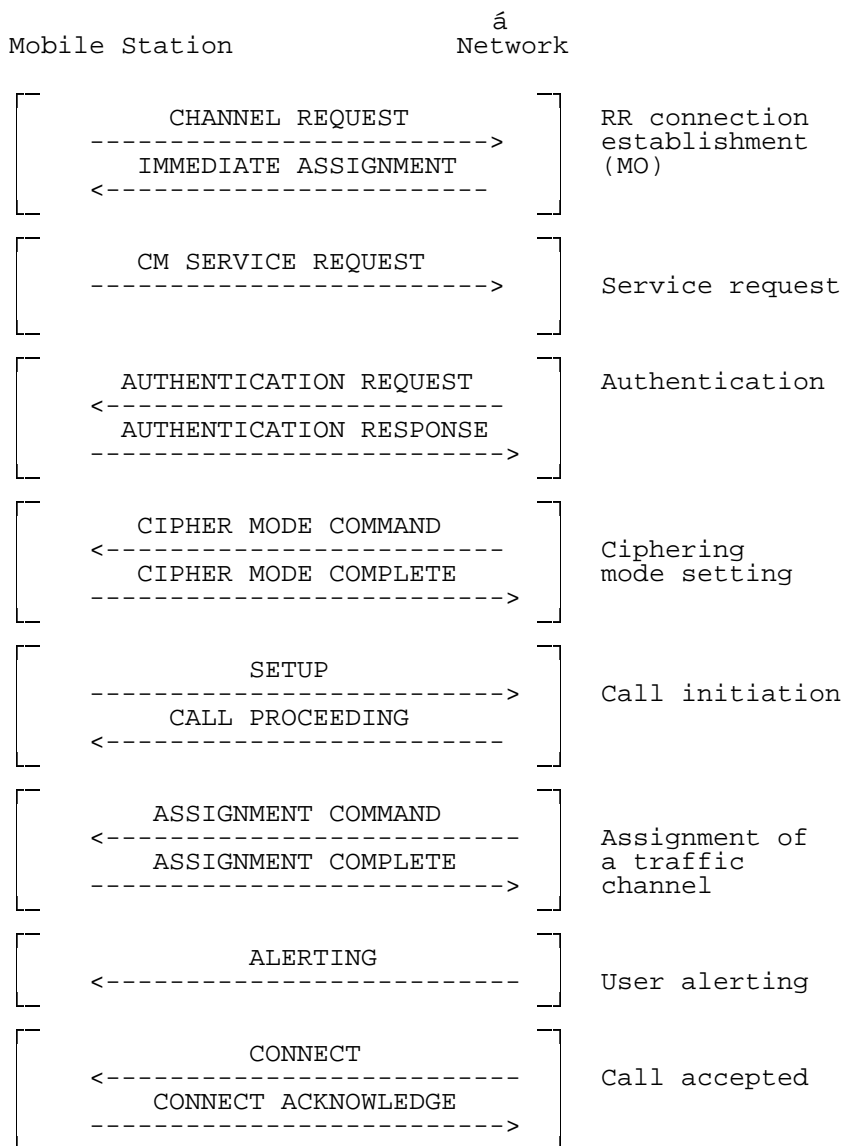 á
Mobile Station Network
CHANNEL REQUEST RR connection
-------------------------> establishment
IMMEDIATE ASSIGNMENT (MO)
<------------------------
CM SERVICE REQUEST
-------------------------> Service request
AUTHENTICATION REQUEST Authentication
<-------------------------
AUTHENTICATION RESPONSE
-------------------------->
CIPHER MODE COMMAND
<------------------------- Ciphering
CIPHER MODE COMPLETE mode setting
-------------------------->
SETUP
--------------------------> Call initiation
CALL PROCEEDING
<-------------------------
ASSIGNMENT COMMAND
<-------------------------- Assignment of
ASSIGNMENT COMPLETE a traffic
--------------------------> channel
ALERTING
<-------------------------- User alerting
CONNECT
<-------------------------- Call accepted
CONNECT ACKNOWLEDGE
-------------------------->